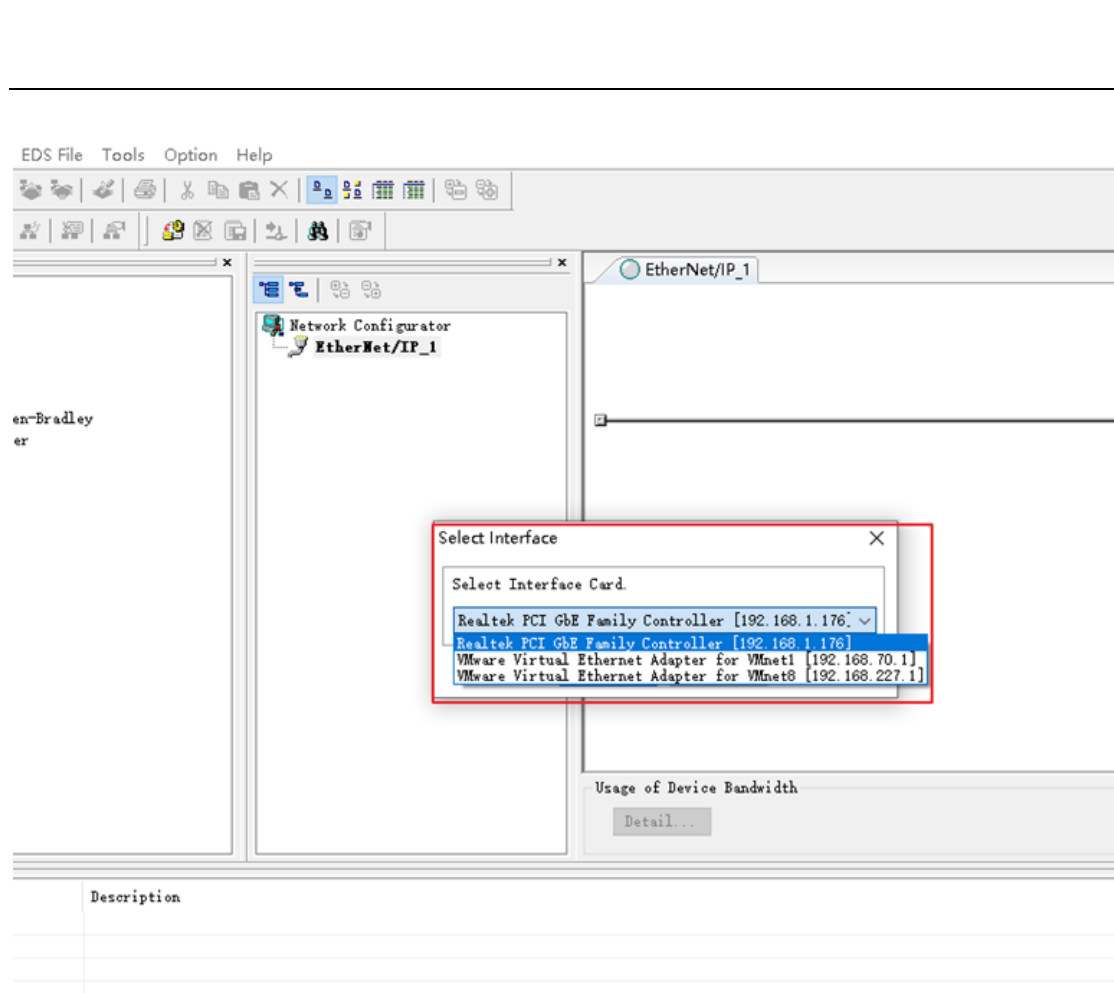 EDS File Tools Option Help
EtherNet/IP_1
Network Configurator
EtherNet/IP_1
en-Bradley
er
Select Interface
Select Interface Card.
Realtek PCI GbE Family Controller [192.168.1.176]
Realtek PCI GbE Family Controller [192.168.1.176]
VMware Virtual Ethernet Adapter for VMnet1 [192.168.70.1]
VMware Virtual Ethernet Adapter for VMnet8 [192.168.227.1]
Usage of Device Bandwidth
Detail...
Description